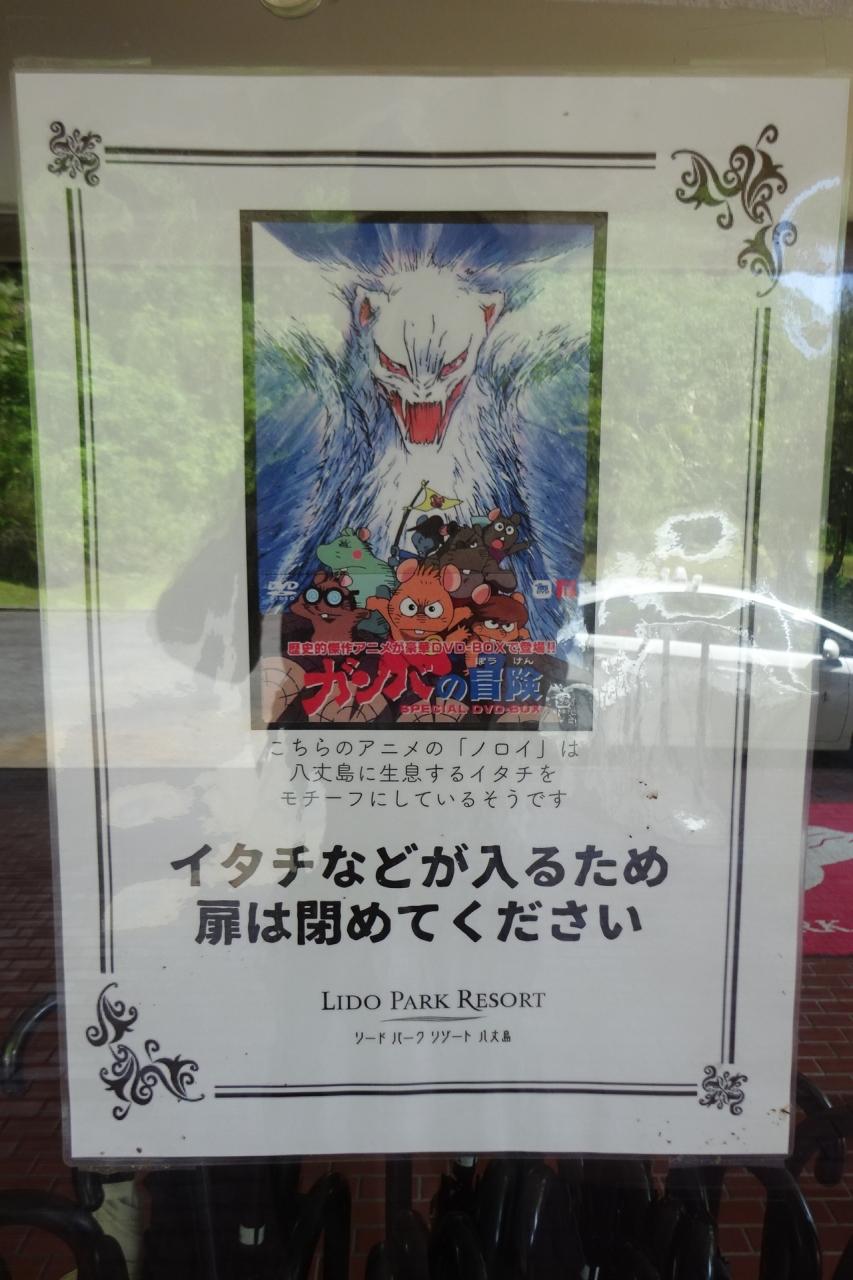 DVD
VIDEO
歴史的傑作アニメが豪華DVD-BOXで登場!!
ぼう けん
ガンバの冒険
SPECIAL DVD-BOX
こちらのアニメの「ノロイ」は
八丈島に生息するイタチを
モチーフにしているそうです
イタチなどが入るため
扉は閉めてください
LIDO PARK RESORT
リード パーク リゾート 八丈島
RK